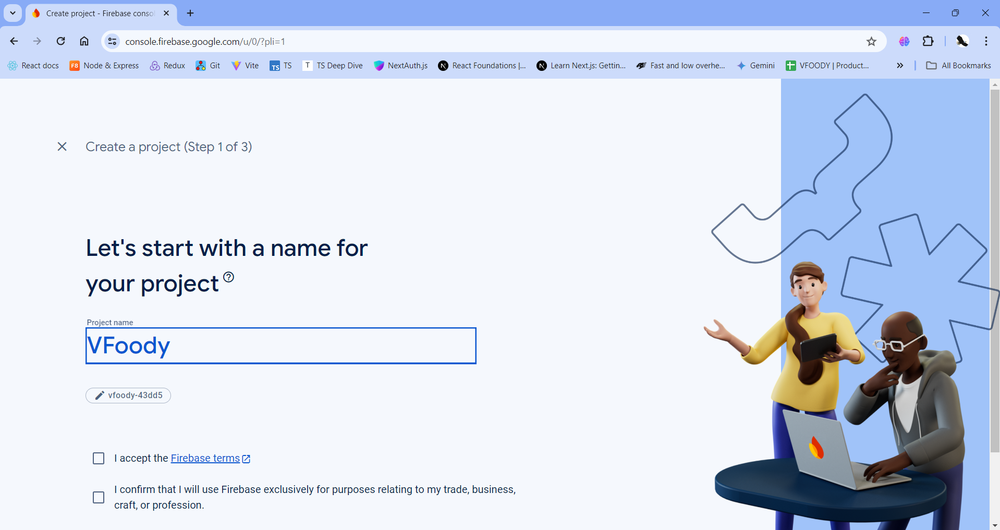 Create project - Firebase consol
console.firebase.google.com/u/0/?pli=1
React docs
F8 Node & Express
Redux
Git
Vite
TS TS
T TS Deep Dive
NextAuth.js
N React Foundations |...
N Learn Next.js: Gettin...
Fast and low overhe...
Gemini
VFOODY | Product...
All Bookmarks
Create a project (Step 1 of 3)
Let's start with a name for
your project
Project name
VFoody
vfoody-43dd5
I accept the Firebase terms
I confirm that I will use Firebase exclusively for purposes relating to my trade, business,
craft, or profession.